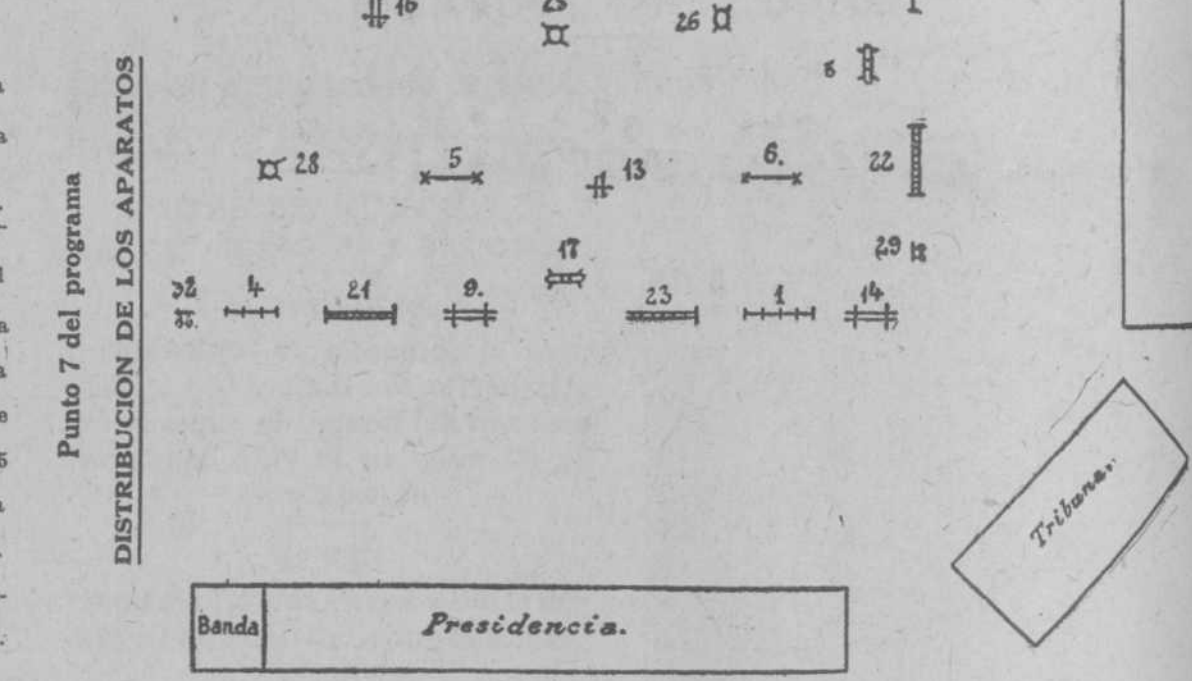 Punto 7 del programa
DISTRIBUCION DE LOS APARATOS
16
26
8
28 5 13 6. 22
17 29
32 4 21 9. 23 1 14
Tribuna.
Banda Presidencia.